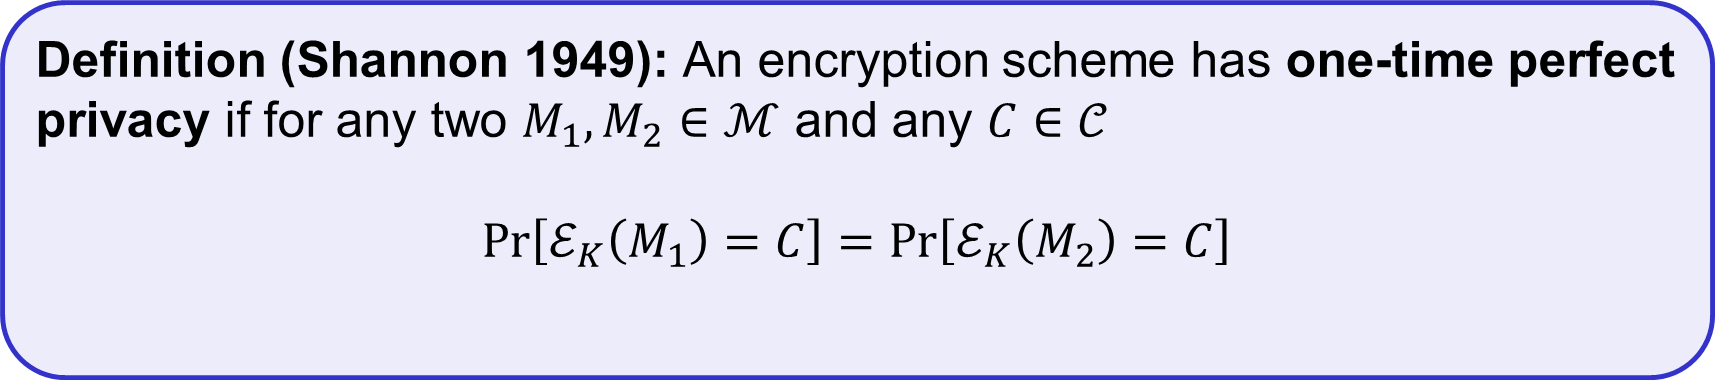 Definition (Shannon 1949): An encryption scheme has one-time perfect
privacy if for any two 𝑀₁, 𝑀₂ ∈ ℳ and any 𝐶 ∈ 𝒞
Pr[ℰ_𝐾(𝑀₁) = 𝐶] = Pr[ℰ_𝐾(𝑀₂) = 𝐶]